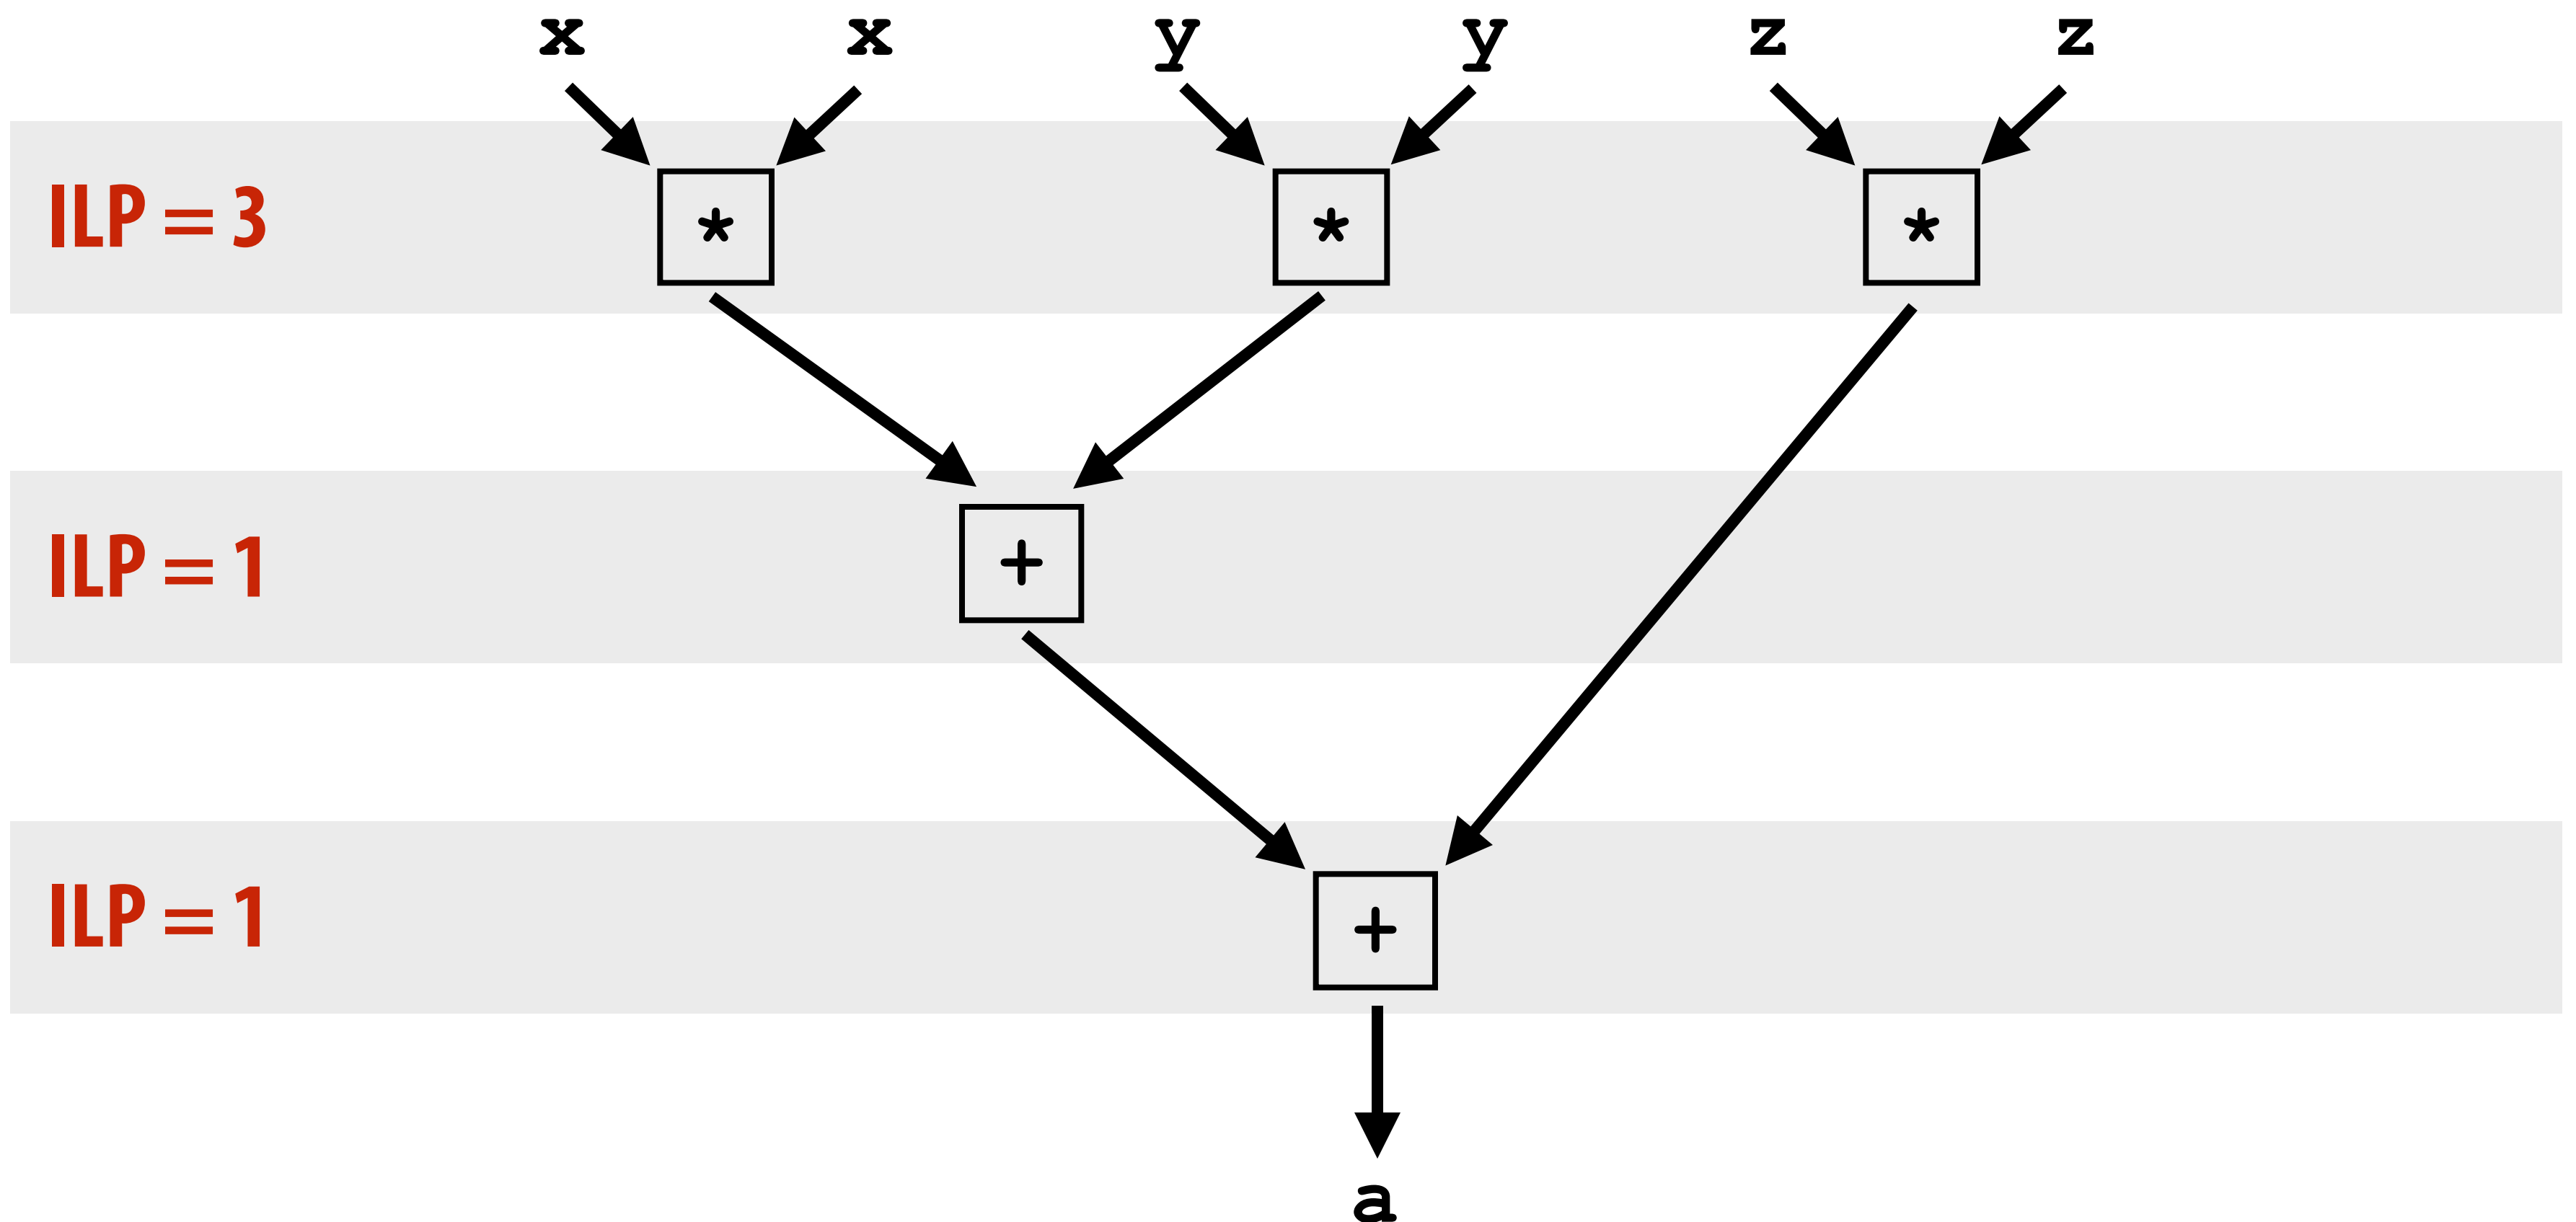 x x y y z z
ILP = 3 * * *
ILP = 1 +
ILP = 1 +
a